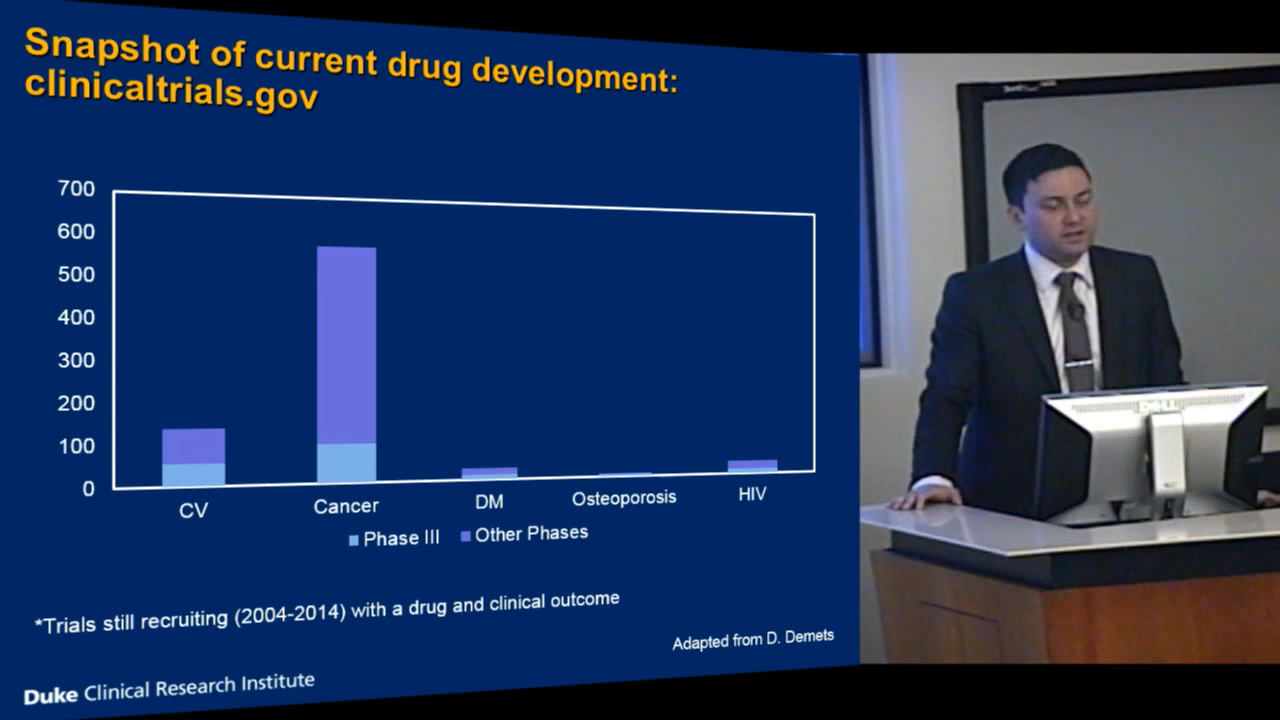 Snapshot of current drug development:
clinicaltrials.gov
700
600
500
400
300
200
100
0
CV
Cancer
DM
Osteoporosis
HIV
Phase III
Other Phases
*Trials still recruiting (2004-2014) with a drug and clinical outcome
Adapted from D. Demets
Duke Clinical Research Institute
DELL